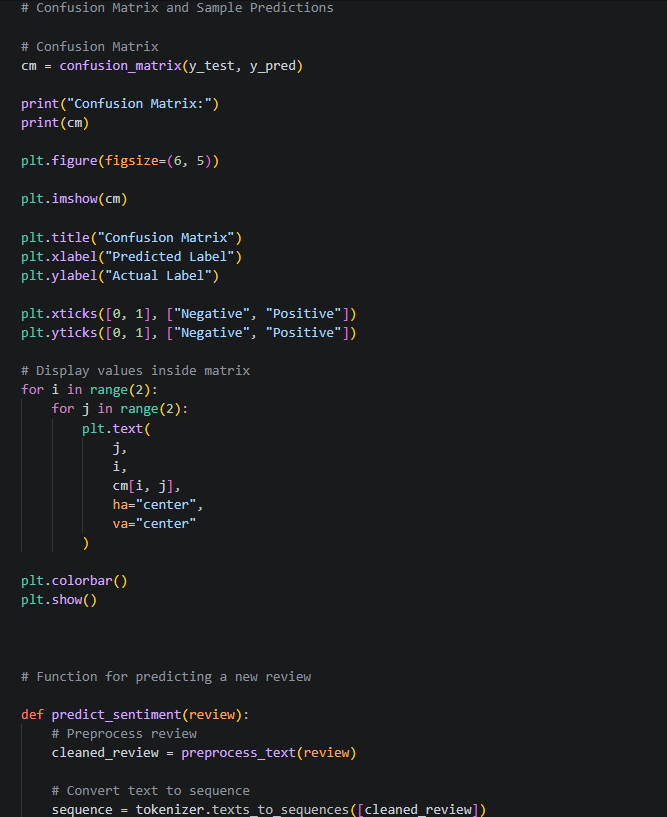 # Confusion Matrix and Sample Predictions
# Confusion Matrix
cm = confusion_matrix(y_test, y_pred)
print("Confusion Matrix:")
print(cm)
plt.figure(figsize=(6, 5))
plt.imshow(cm)
plt.title("Confusion Matrix")
plt.xlabel("Predicted Label")
plt.ylabel("Actual Label")
plt.xticks([0, 1], ["Negative", "Positive"])
plt.yticks([0, 1], ["Negative", "Positive"])
# Display values inside matrix
for i in range(2):
    for j in range(2):
        plt.text(
            j,
            i,
            cm[i, j],
            ha="center",
            va="center"
        )
plt.colorbar()
plt.show()
# Function for predicting a new review
def predict_sentiment(review):
    # Preprocess review
    cleaned_review = preprocess_text(review)
    # Convert text to sequence
    sequence = tokenizer.texts_to_sequences([cleaned_review])